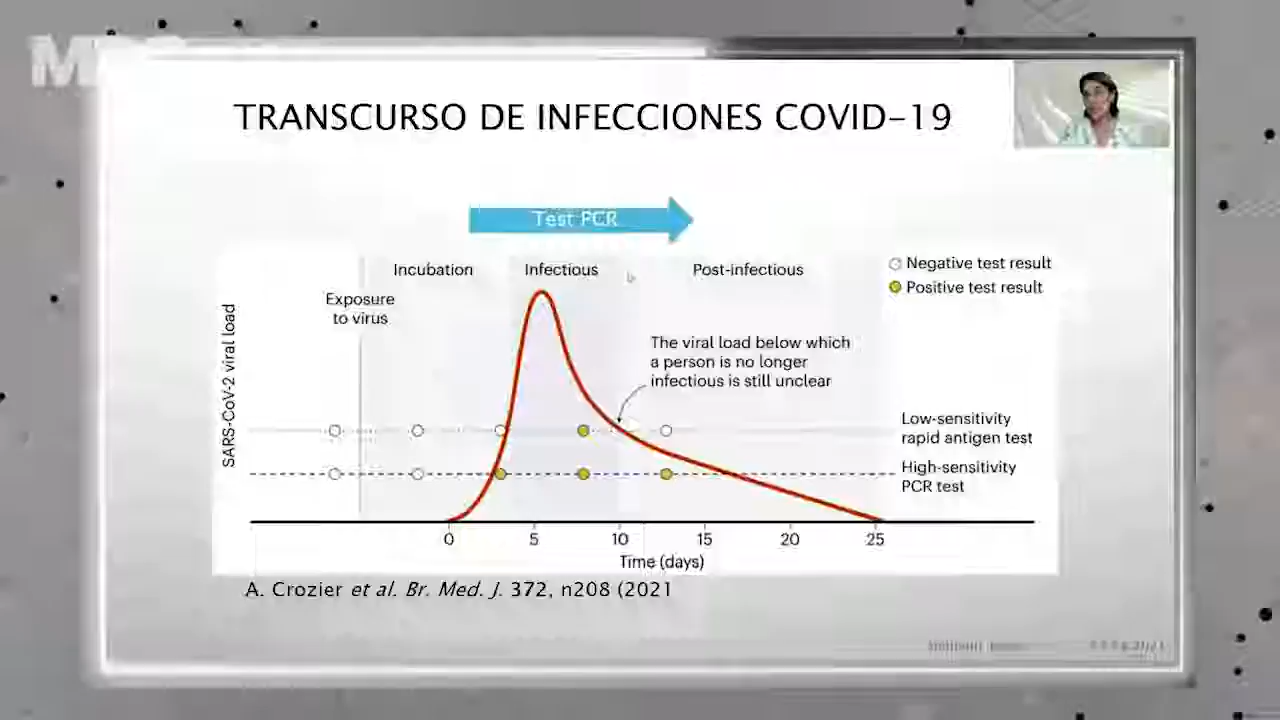 TRANSCURSO DE INFECCIONES COVID-19
Test PCR
Incubation
Infectious
Post-infectious
Negative test result
Positive test result
Exposure
to virus
SARS-CoV-2 viral load
The viral load below which
a person is no longer
infectious is still unclear
Low-sensitivity
rapid antigen test
High-sensitivity
PCR test
0 5 10 15 20 25
Time (days)
A. Crozier et al. Br. Med. J. 372, n208 (2021